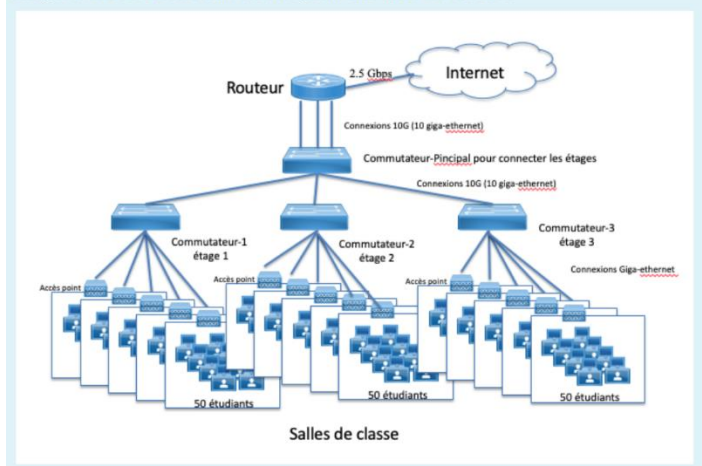 2.5 Gbps
Internet
Routeur
Connexions 10G (10 giga-ethernet)
Commutateur-Pincipal pour connecter les étages
Connexions 10G (10 giga-ethernet)
Commutateur-1
étage 1
Commutateur-2
étage 2
Commutateur-3
étage 3
Connexions Giga-ethernet
Accès point
Accès point
Accès point
50 étudiants
50 étudiants
50 étudiants
Salles de classe